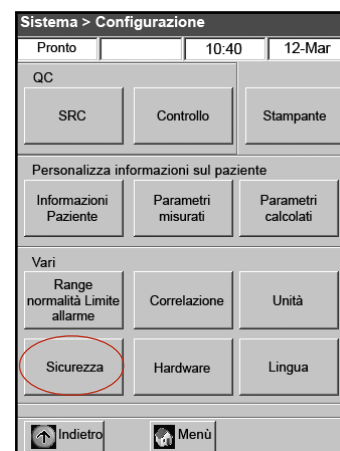 Sistema > Configurazione
Pronto 10:40 12-Mar
QC
SRC Controllo Stampante
Personalizza informazioni sul paziente
Informazioni Paziente
Parametri misurati
Parametri calcolati
Vari
Range normalità Limite allarme
Correlazione
Unità
Sicurezza Hardware Lingua
Indietro Menù